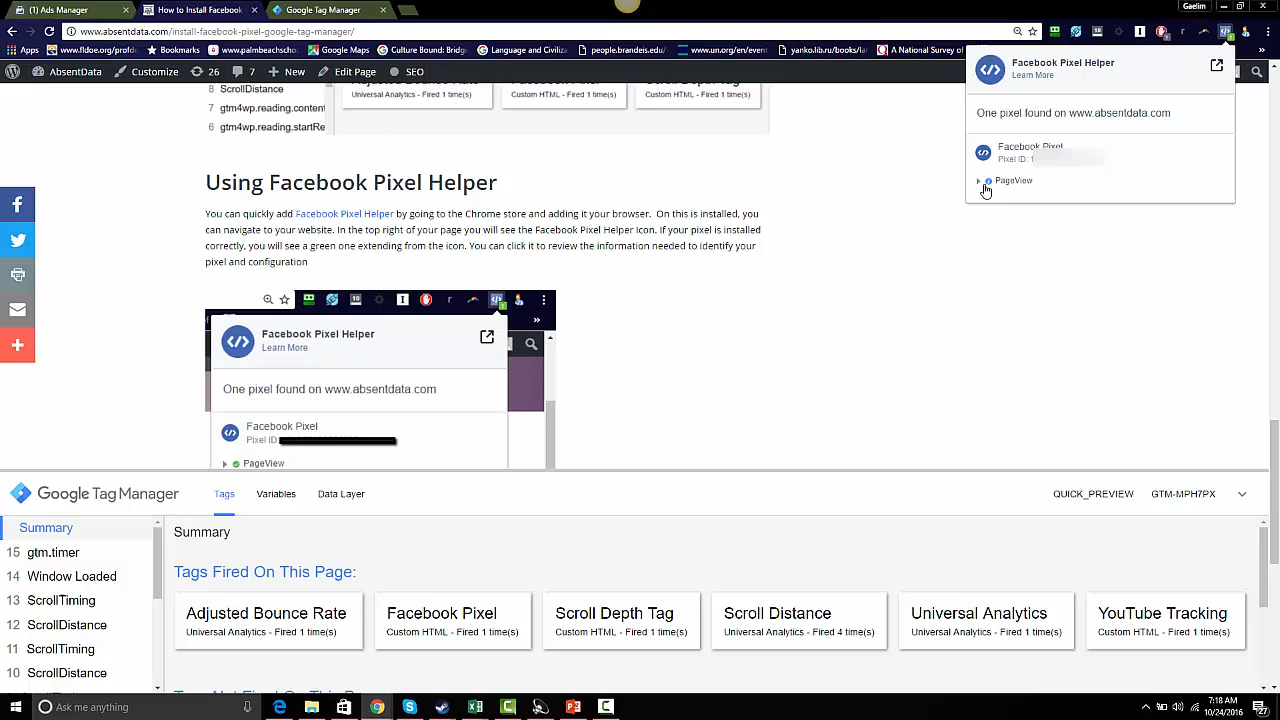 (1) Ads Manager
How to Install Facebook
Google Tag Manager
Gaelim
www.absentdata.com/install-facebook-pixel-google-tag-manager/
Apps
www.fldoe.org/profdev
Bookmarks
www.palmbeachschool
Google Maps
Culture Bound: Bridg
Language and Civiliza
people.brandeis.edu/
www.un.org/en/event
yanko.lib.ru/books/la
A National Survey of
AbsentData
Customize
26
7
New
Edit Page
SEO
Facebook Pixel Helper
Learn More
One pixel found on www.absentdata.com
Facebook Pixel
Pixel ID: 1
PageView
8 ScrollDistance
7 gtm4wp.reading.content
6 gtm4wp.reading.startRe
Universal Analytics - Fired 1 time(s)
Custom HTML - Fired 1 time(s)
Custom HTML - Fired 1 time(s)
Using Facebook Pixel Helper
You can quickly add Facebook Pixel Helper by going to the Chrome store and adding it your browser. On this is installed, you
can navigate to your website. In the top right of your page you will see the Facebook Pixel Helper Icon. If your pixel is installed
correctly, you will see a green one extending from the icon. You can click it to review the information needed to identify your
pixel and configuration
Facebook Pixel Helper
Learn More
One pixel found on www.absentdata.com
Facebook Pixel
Pixel ID
PageView
Google Tag Manager
Tags
Variables
Data Layer
QUICK_PREVIEW
GTM-MPH7PX
Summary
15 gtm.timer
14 Window Loaded
13 ScrollTiming
12 ScrollDistance
11 ScrollTiming
10 ScrollDistance
Summary
Tags Fired On This Page:
Adjusted Bounce Rate
Universal Analytics - Fired 1 time(s)
Facebook Pixel
Custom HTML - Fired 1 time(s)
Scroll Depth Tag
Custom HTML - Fired 1 time(s)
Scroll Distance
Universal Analytics - Fired 4 time(s)
Universal Analytics
Universal Analytics - Fired 1 time(s)
YouTube Tracking
Custom HTML - Fired 1 time(s)
Ask me anything
7:18 AM
10/24/2016